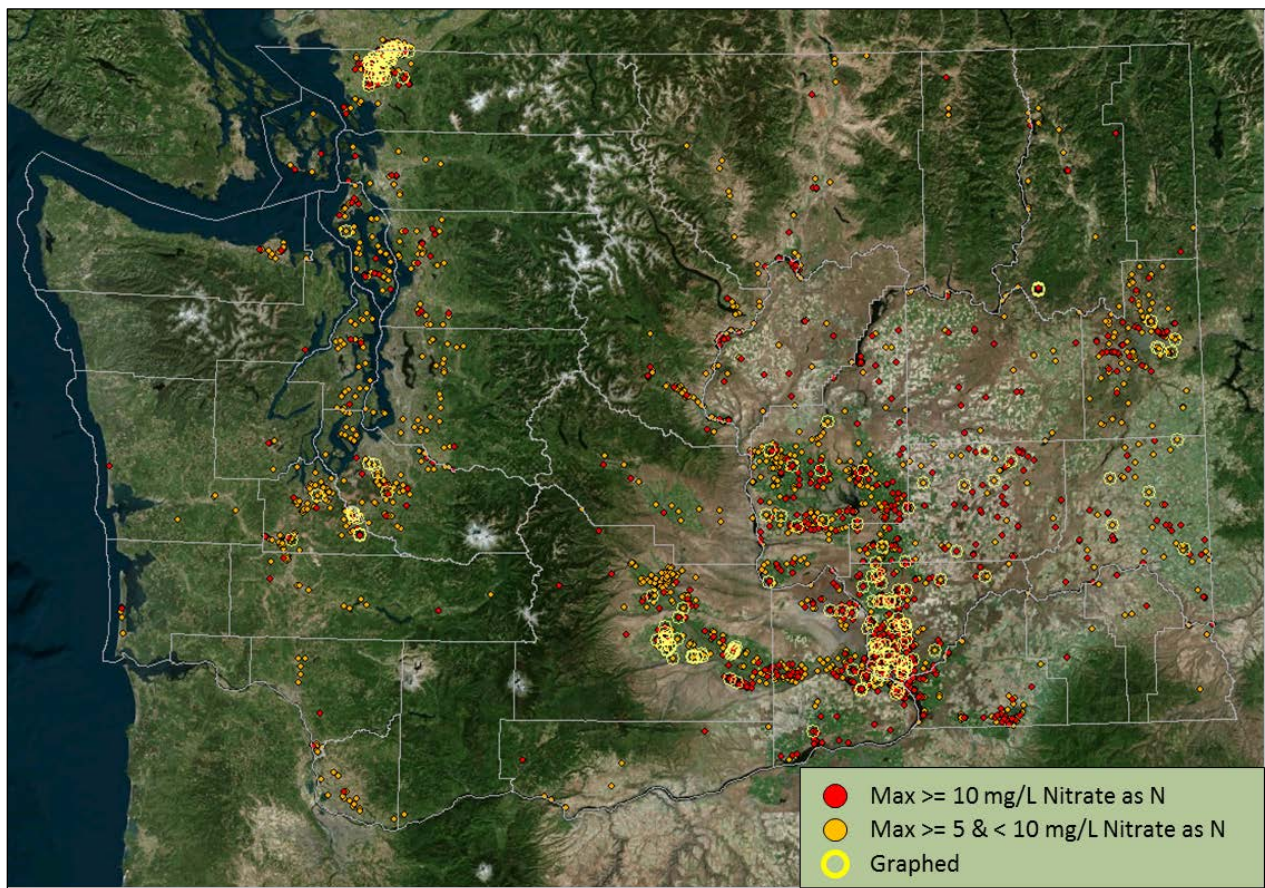 Max >= 10 mg/L Nitrate as N
Max >= 5 & < 10 mg/L Nitrate as N
Graphed